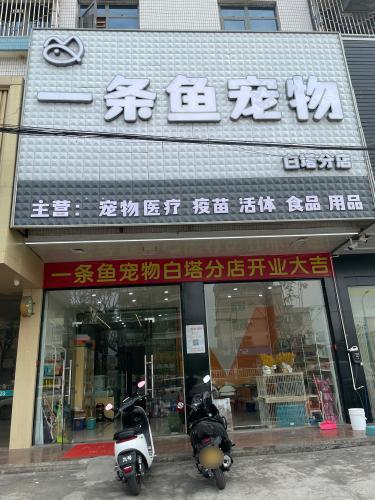 一条鱼宠物
白塔分店
主营： 宠物医疗 疫苗 活体 食品 用品
一条鱼宠物白塔分店开业大吉